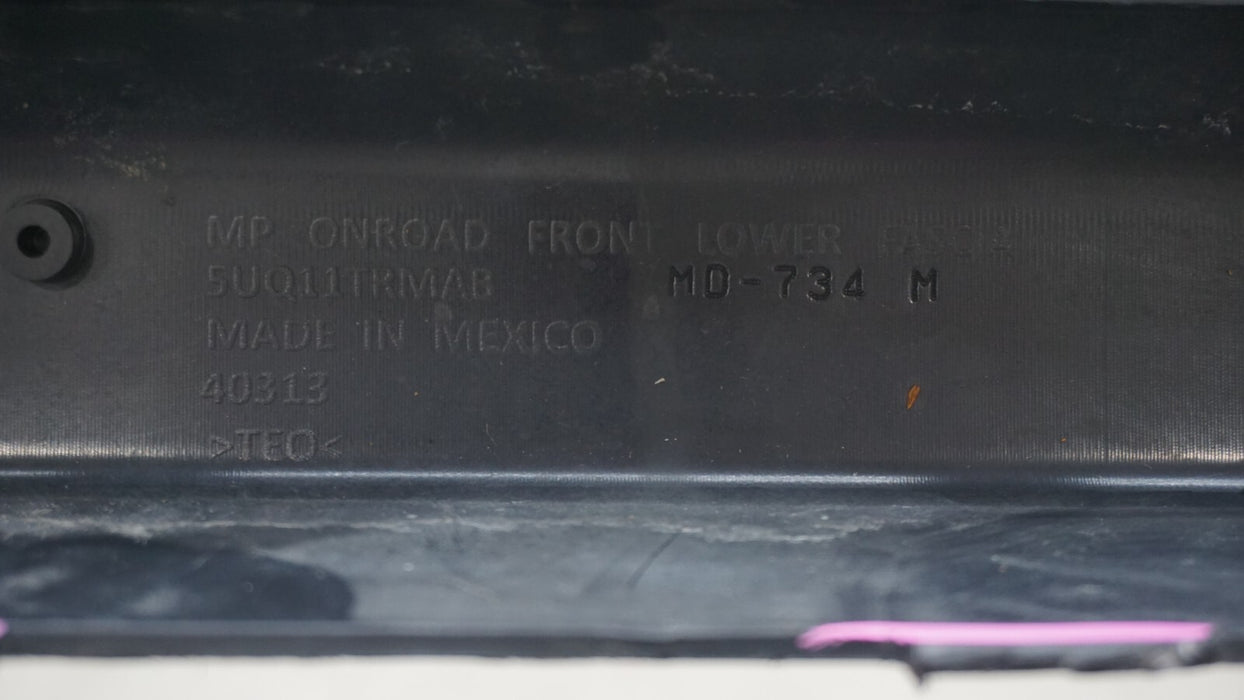 MP ONROAD FRONT LOWER FASCIA
5UQ11TRMAB MD-734 M
MADE IN MEXICO
40313
>TEO<